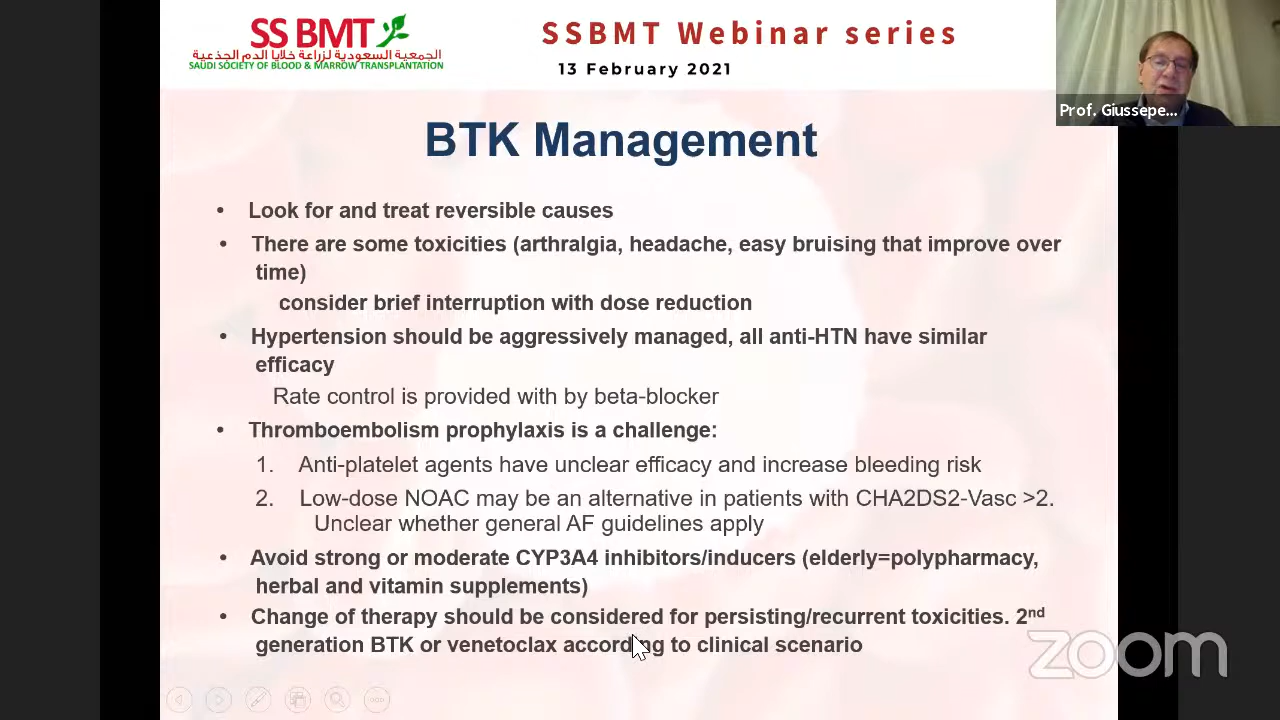 SSBMT
الجمعية السعودية لزراعة خلايا الدم الجذعية
SAUDI SOCIETY OF BLOOD & MARROW TRANSPLANTATION
SSBMT Webinar series
13 February 2021
Prof. Giussepe...
BTK Management
• Look for and treat reversible causes
• There are some toxicities (arthralgia, headache, easy bruising that improve over
time)
consider brief interruption with dose reduction
• Hypertension should be aggressively managed, all anti-HTN have similar
efficacy
Rate control is provided with by beta-blocker
• Thromboembolism prophylaxis is a challenge:
1. Anti-platelet agents have unclear efficacy and increase bleeding risk
2. Low-dose NOAC may be an alternative in patients with CHA2DS2-Vasc >2.
Unclear whether general AF guidelines apply
• Avoid strong or moderate CYP3A4 inhibitors/inducers (elderly=polypharmacy,
herbal and vitamin supplements)
• Change of therapy should be considered for persisting/recurrent toxicities. 2nd
generation BTK or venetoclax according to clinical scenario
zoom